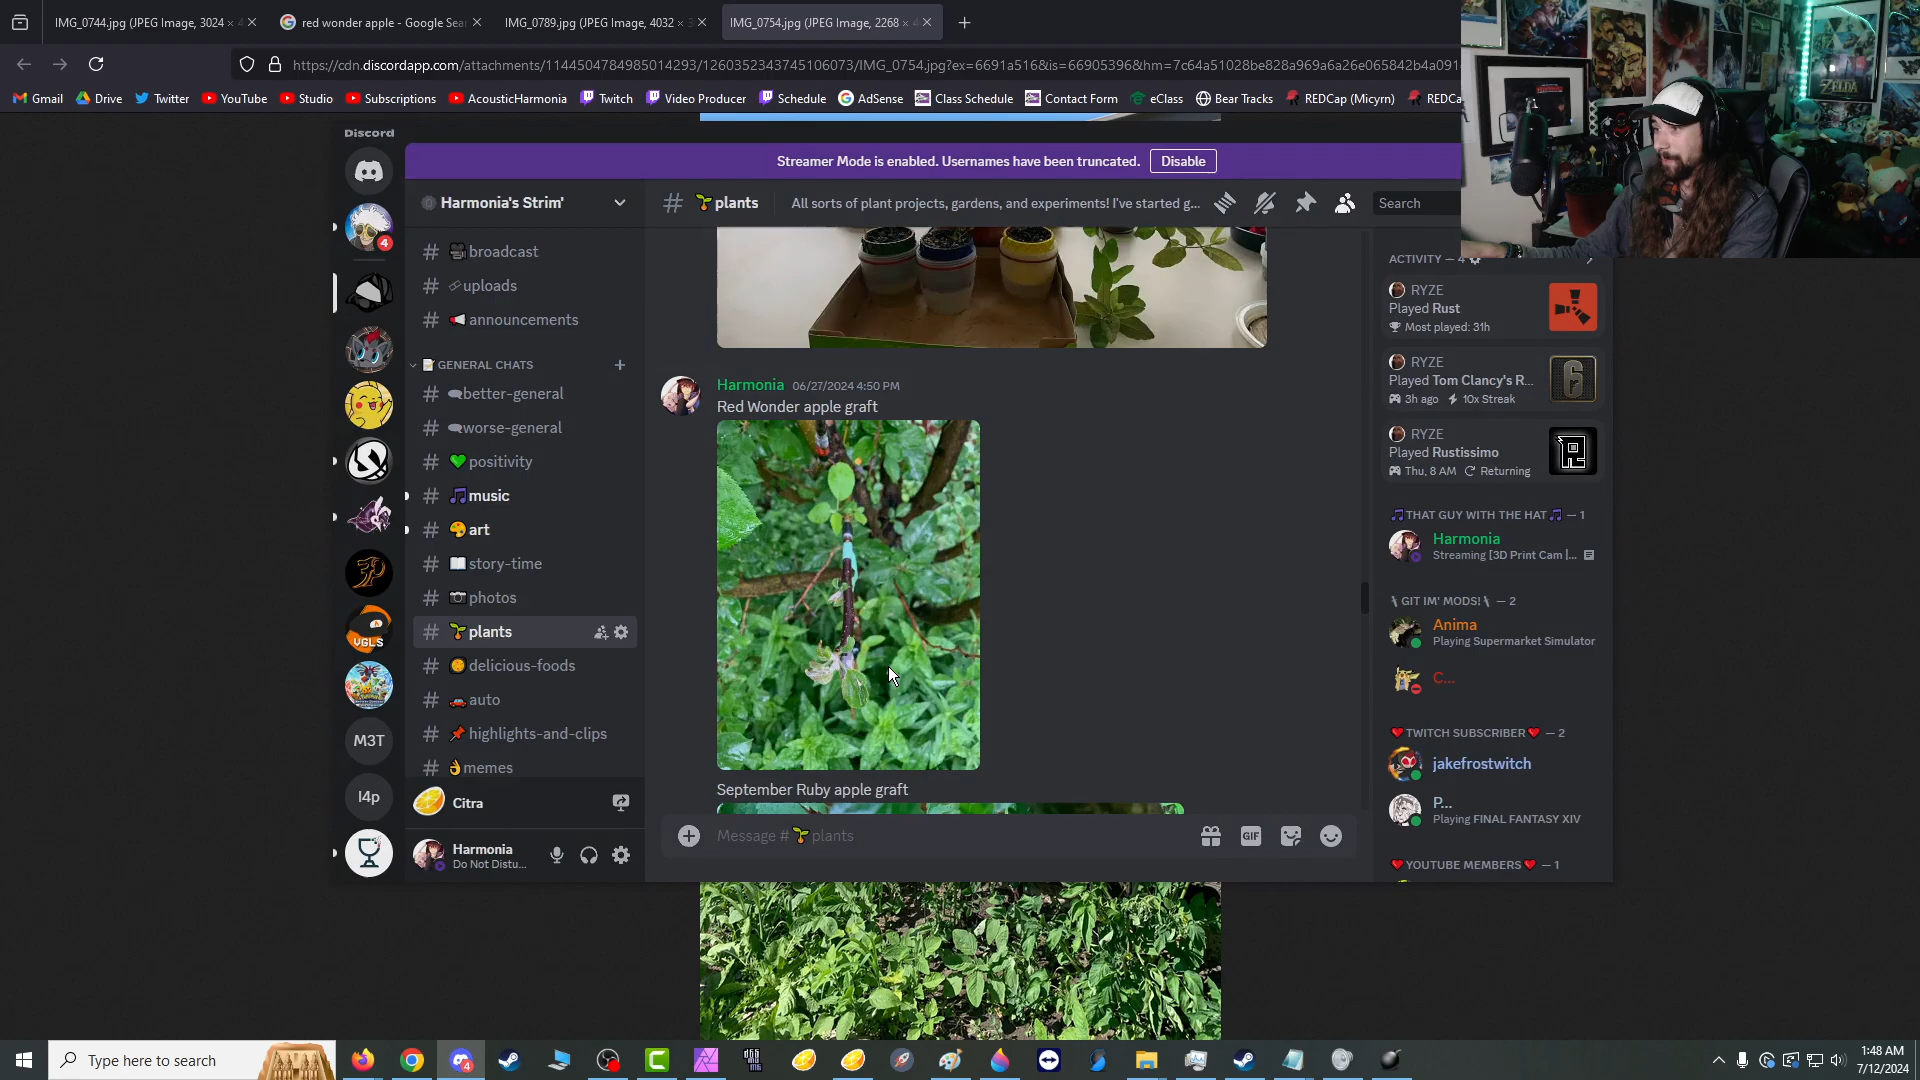 IMG_0744.jpg (JPEG Image, 3024 × 4
red wonder apple - Google Sea
IMG_0789.jpg (JPEG Image, 4032 × 3
IMG_0754.jpg (JPEG Image, 2268 × 4
https://cdn.discordapp.com/attachments/1144504784985014293/1260352343745106073/IMG_0754.jpg?ex=6691a516&is=66905396&hm=7c64a51028be828a969a6a26e065842b4a091
Gmail Drive Twitter YouTube Studio Subscriptions AcousticHarmonia Twitch Video Producer Schedule AdSense Class Schedule Contact Form eClass Bear Tracks REDCap (Micyrn) REDCa
Discord
Streamer Mode is enabled. Usernames have been truncated. Disable
Harmonia's Strim'
# plants
All sorts of plant projects, gardens, and experiments! I've started g...
Search
4
# broadcast
# uploads
# announcements
GENERAL CHATS +
# better-general
# worse-general
# positivity
# music
# art
# story-time
# photos
# plants
# delicious-foods
VGLS
# auto
# highlights-and-clips
M3T
# memes
I4p
Citra
Harmonia
Do Not Distu...
Harmonia 06/27/2024 4:50 PM
Red Wonder apple graft
September Ruby apple graft
Message # plants
GIF
ACTIVITY — 4
RYZE
Played Rust
Most played: 31h
RYZE
Played Tom Clancy's R...
3h ago 10x Streak
RYZE
Played Rustissimo
Thu, 8 AM Returning
THAT GUY WITH THE HAT — 1
Harmonia
Streaming [3D Print Cam |...
GIT IM' MODS! — 2
Anima
Playing Supermarket Simulator
C...
TWITCH SUBSCRIBER — 2
jakefrostwitch
P...
Playing FINAL FANTASY XIV
YOUTUBE MEMBERS — 1
ZELDA
Type here to search
4
1:48 AM
7/12/2024